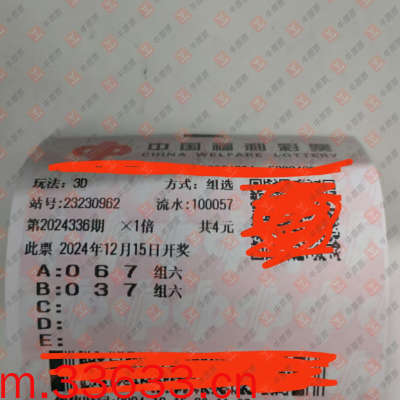 中国福利彩票
CHINA WELFARE LOTTERY
玩法:3D 方式:组选
站号:23230962 流水:100057
第2024336期 ×1倍 共4元
此票 2024年12月15日开奖
A:0 6 7 组六
B:0 3 7 组六
C:
D:
E:
m.33633.cn